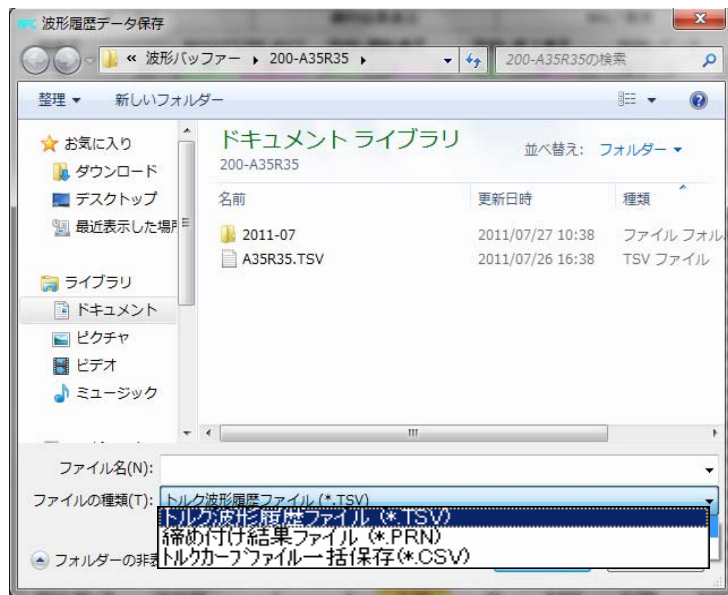 波形履歴データ保存
« 波形バッファー ▸ 200-A35R35 ▸
200-A35R35の検索
整理 ▼ 新しいフォルダー
お気に入り
ダウンロード
デスクトップ
最近表示した場所
ライブラリ
ドキュメント
ピクチャ
ビデオ
ミュージック
ドキュメント ライブラリ
200-A35R35
並べ替え: フォルダー ▼
名前 更新日時 種類
2011-07 2011/07/27 10:38 ファイル フォル
A35R35.TSV 2011/07/26 16:38 TSV ファイル
ファイル名(N):
ファイルの種類(T): トルク波形履歴ファイル (*.TSV)
トルク波形履歴ファイル (*.TSV)
締め付け結果ファイル (*.PRN)
トルクカーブファイル一括保存(*.CSV)
フォルダーの非表